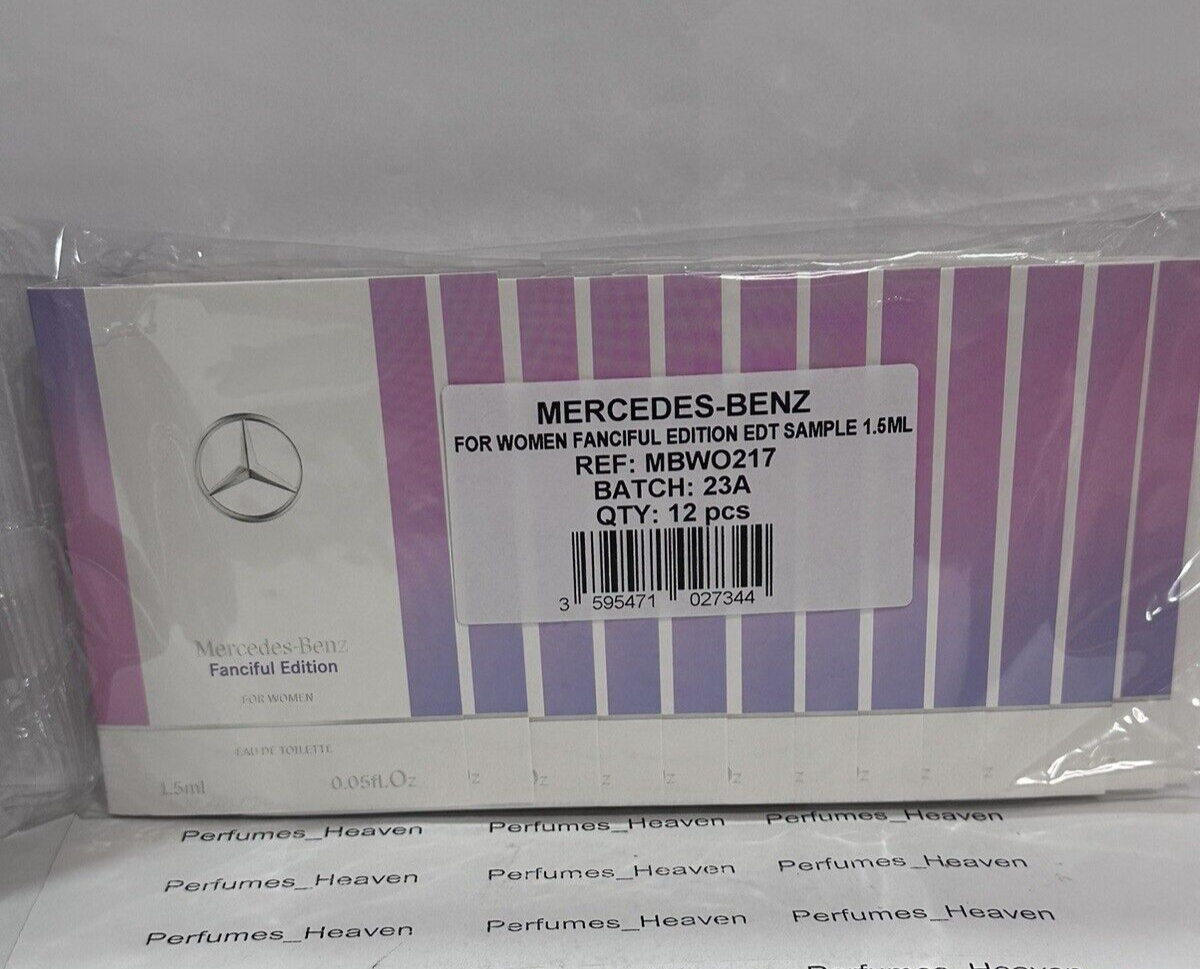 MERCEDES-BENZ
FOR WOMEN FANCIFUL EDITION EDT SAMPLE 1.5ML
REF: MBWO217
BATCH: 23A
QTY: 12 pcs
3 595471 027344
Mercedes-Benz
Fanciful Edition
FOR WOMEN
EAU DE TOILETTE
1.5ml 0.05fl.Oz z z z z z z z z z
Perfumes_Heaven Perfumes_Heaven Perfumes_Heaven
Perfumes_Heaven Perfumes_Heaven Perfumes_Heaven
Perfumes_Heaven Perfumes_Heaven Perfumes_Heaven